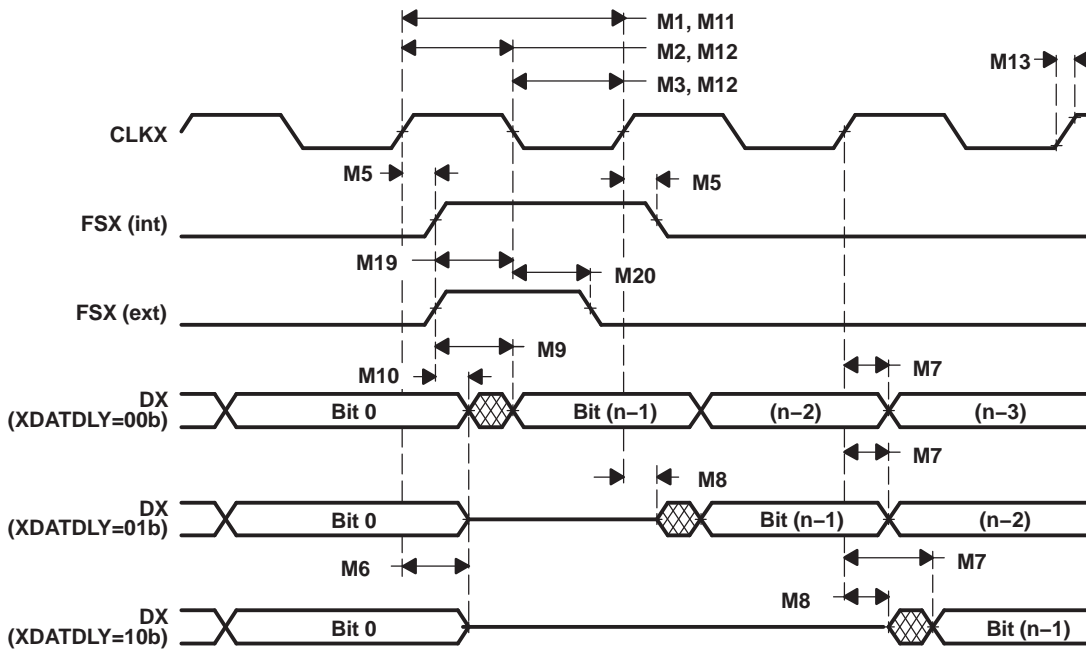 M1, M11
M2, M12
M13
M3, M12
CLKX
M5
M5
FSX (int)
M19
M20
FSX (ext)
M9
M10
M7
DX
(XDATDLY=00b)
Bit 0
Bit (n−1)
(n−2)
(n−3)
M7
M8
DX
(XDATDLY=01b)
Bit 0
Bit (n−1)
(n−2)
M6
M7
M8
DX
(XDATDLY=10b)
Bit 0
Bit (n−1)